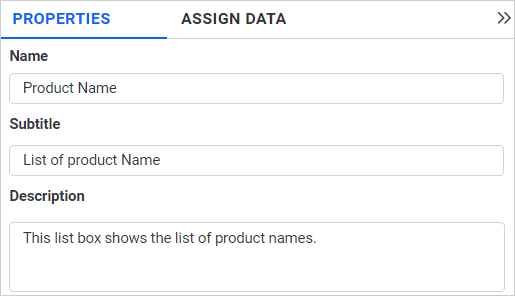 PROPERTIES ASSIGN DATA
Name
Product Name
Subtitle
List of product Name
Description
This list box shows the list of product names.